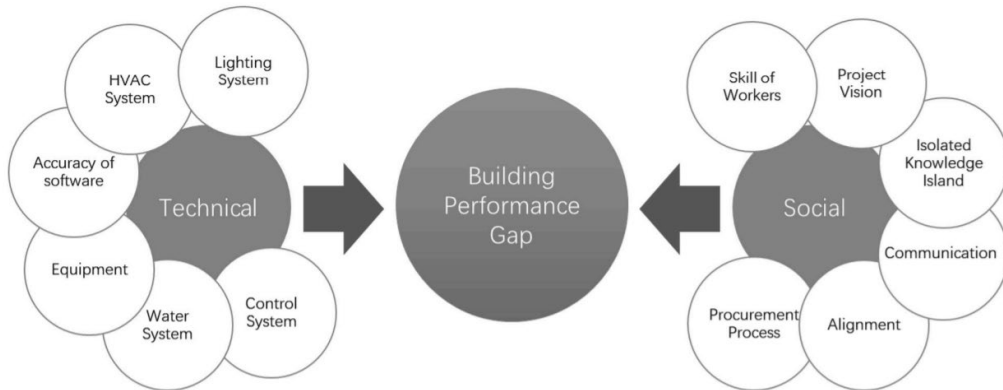 HVAC
System
Lighting
System
Accuracy of
software
Technical
Equipment
Water
System
Control
System
Building
Performance
Gap
Skill of
Workers
Project
Vision
Isolated
Knowledge
Island
Social
Communication
Procurement
Process
Alignment